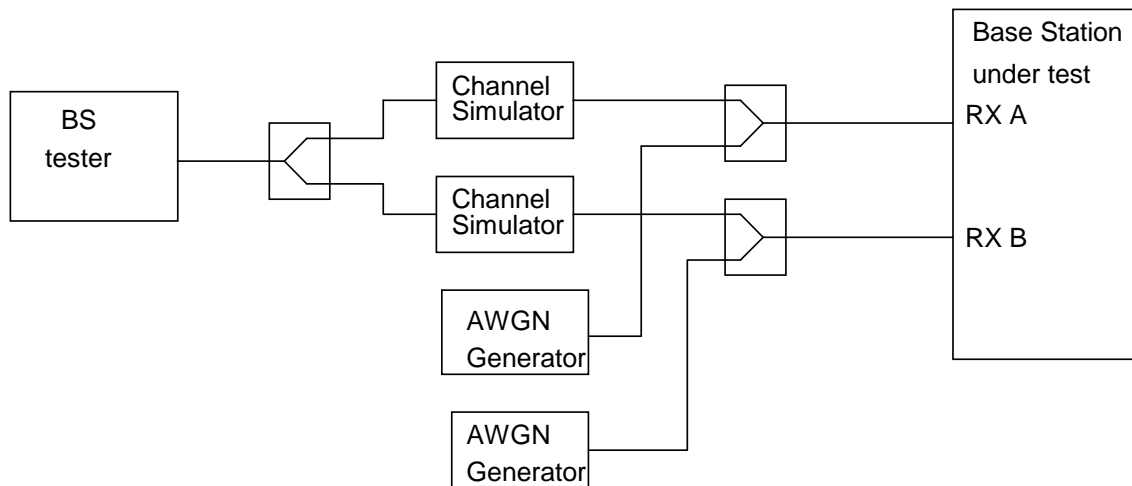 Base Station
under test
RX A
RX B
BS
tester
Channel
Simulator
Channel
Simulator
AWGN
Generator
AWGN
Generator